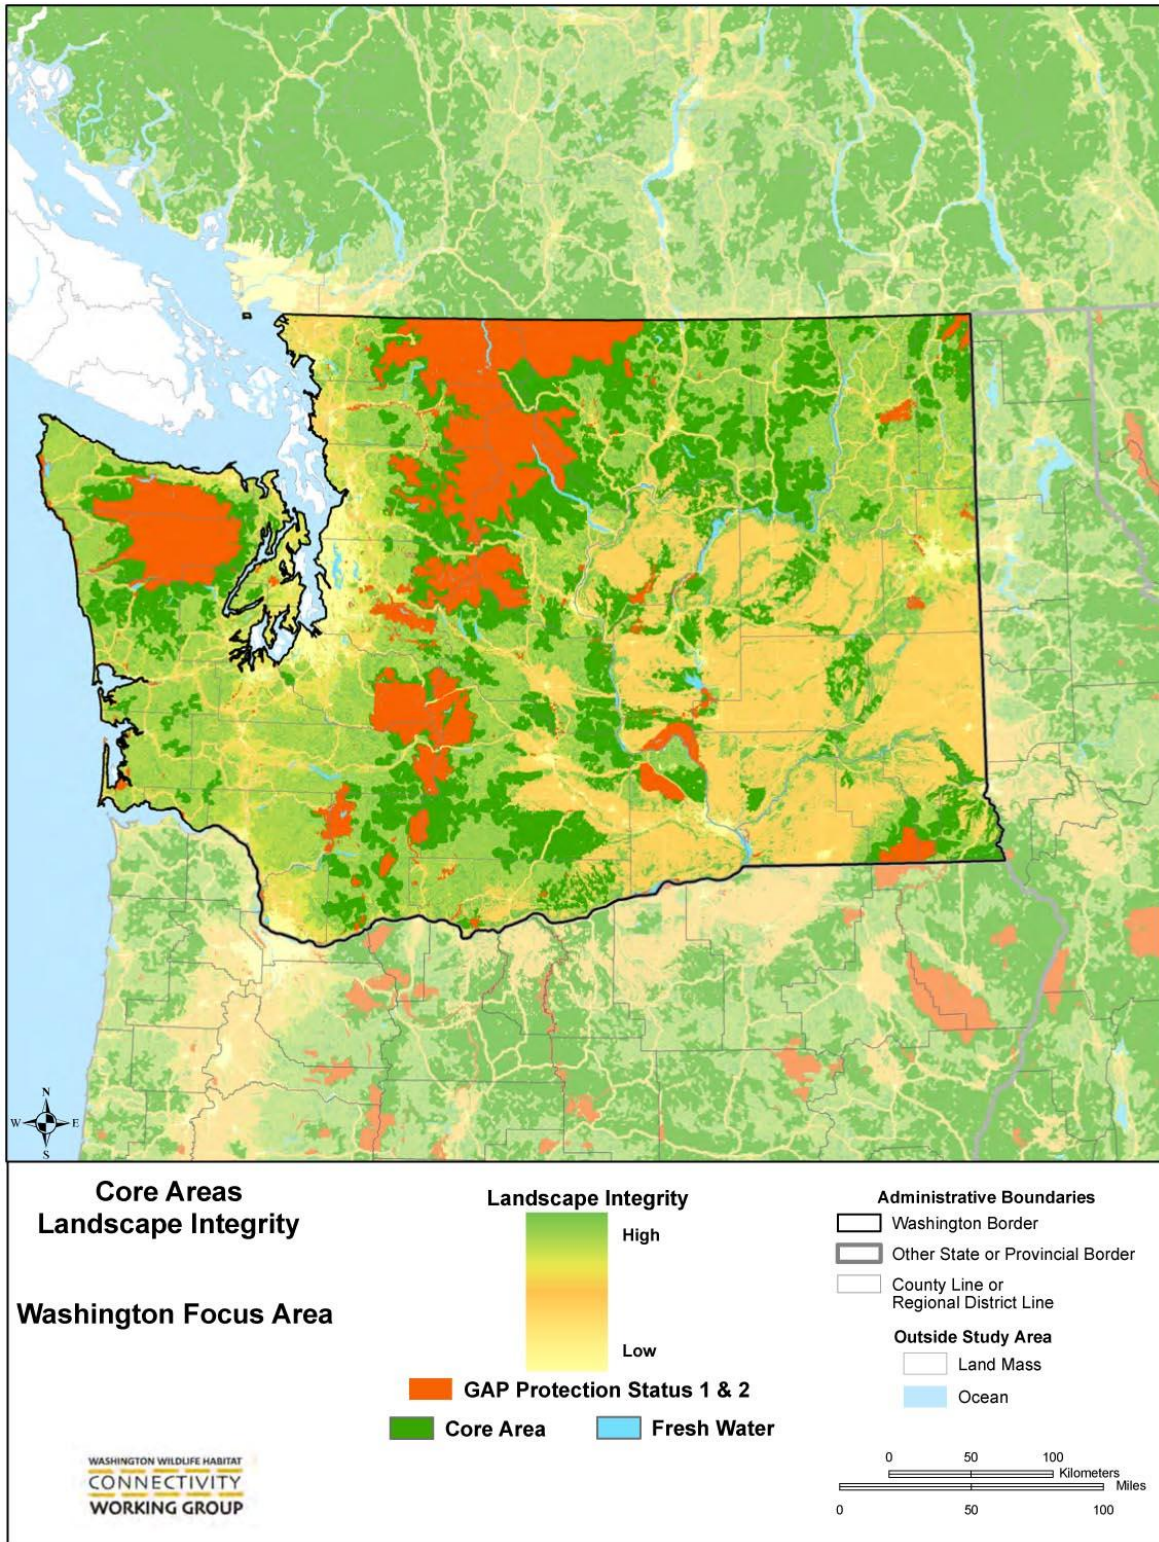 N
W E
S
Core Areas
Landscape Integrity
Washington Focus Area
Landscape Integrity
High
Low
GAP Protection Status 1 & 2
Core Area
Fresh Water
Administrative Boundaries
Washington Border
Other State or Provincial Border
County Line or
Regional District Line
Outside Study Area
Land Mass
Ocean
WASHINGTON WILDLIFE HABITAT
CONNECTIVITY
WORKING GROUP
0 50 100
Kilometers
Miles
0 50 100